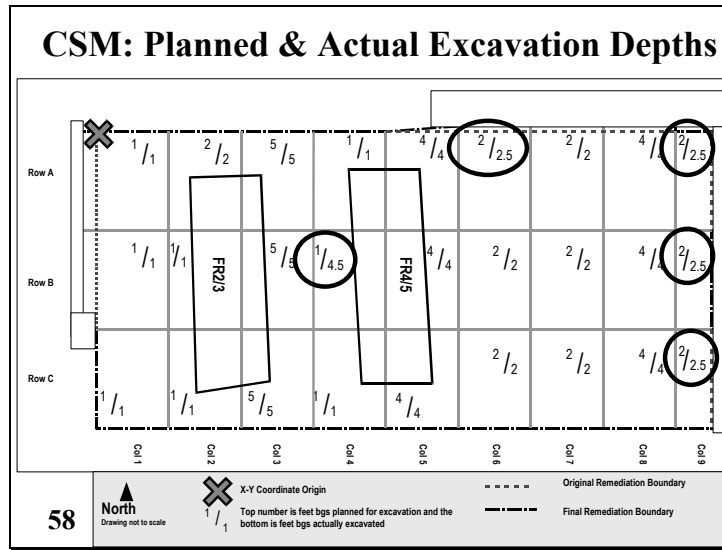 CSM: Planned & Actual Excavation Depths
Row A
1/1 2/2 5/5 1/1 4/4 2/2.5 2/2 4/4 2/2.5
Row B
1/1 1/1 5/5 1/4.5 4/4 2/2 2/2 4/4 2/2.5
FR2/3
FR4/5
Row C
1/1 1/1 5/5 1/1 4/4 2/2 2/2 4/4 2/2.5
Col 1 Col 2 Col 3 Col 4 Col 5 Col 6 Col 7 Col 8 Col 9
58
North
Drawing not to scale
X-Y Coordinate Origin
1/1 Top number is feet bgs planned for excavation and the
bottom is feet bgs actually excavated
Original Remediation Boundary
Final Remediation Boundary